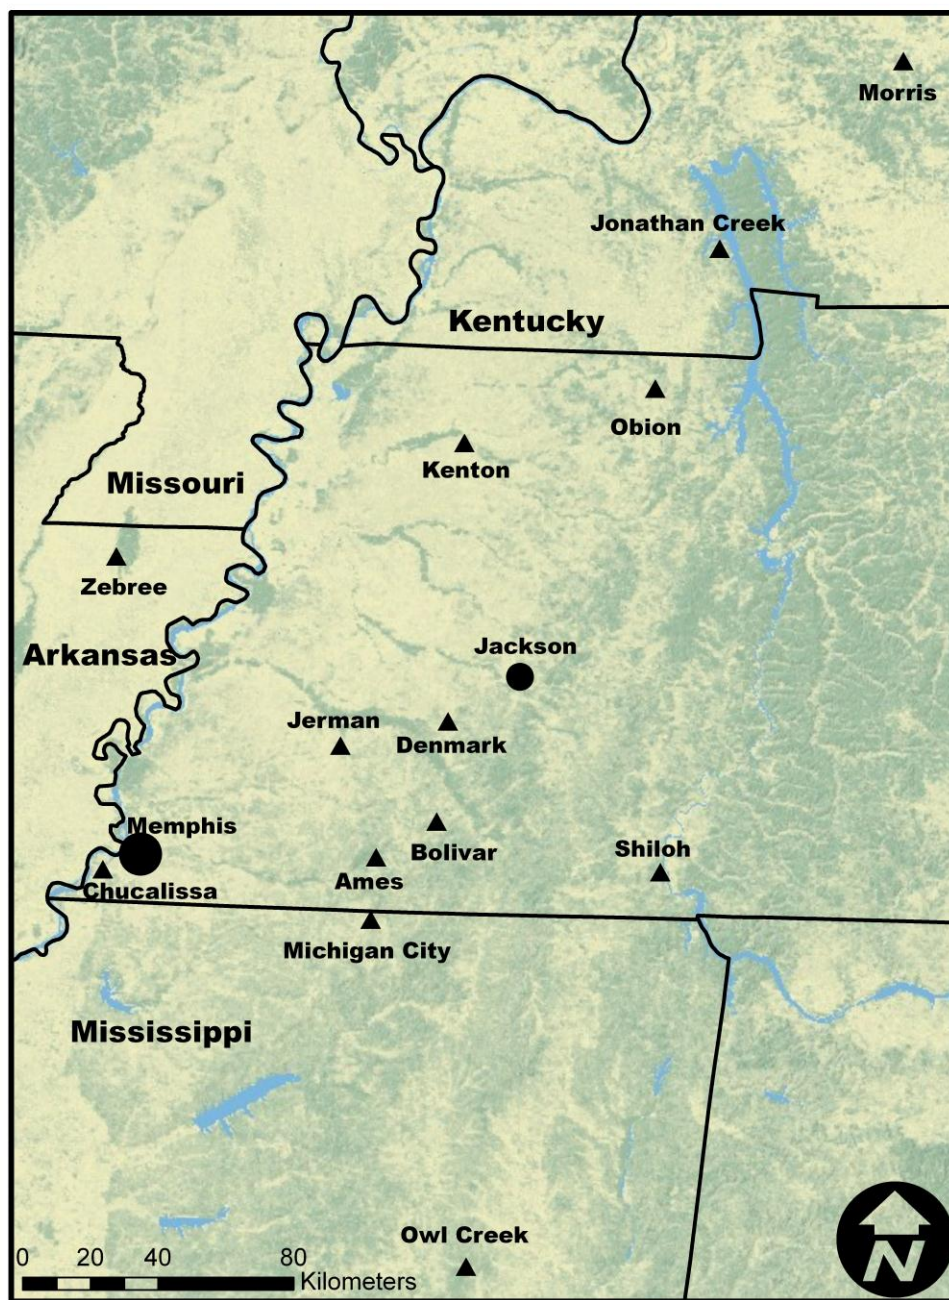 Morris
Jonathan Creek
Kentucky
Obion
Kenton
Missouri
Zebree
Jackson
Arkansas
Jerman
Denmark
Memphis
Bolivar
Shiloh
Ames
Chucalissa
Michigan City
Mississippi
Owl Creek
0 20 40 80
Kilometers
N